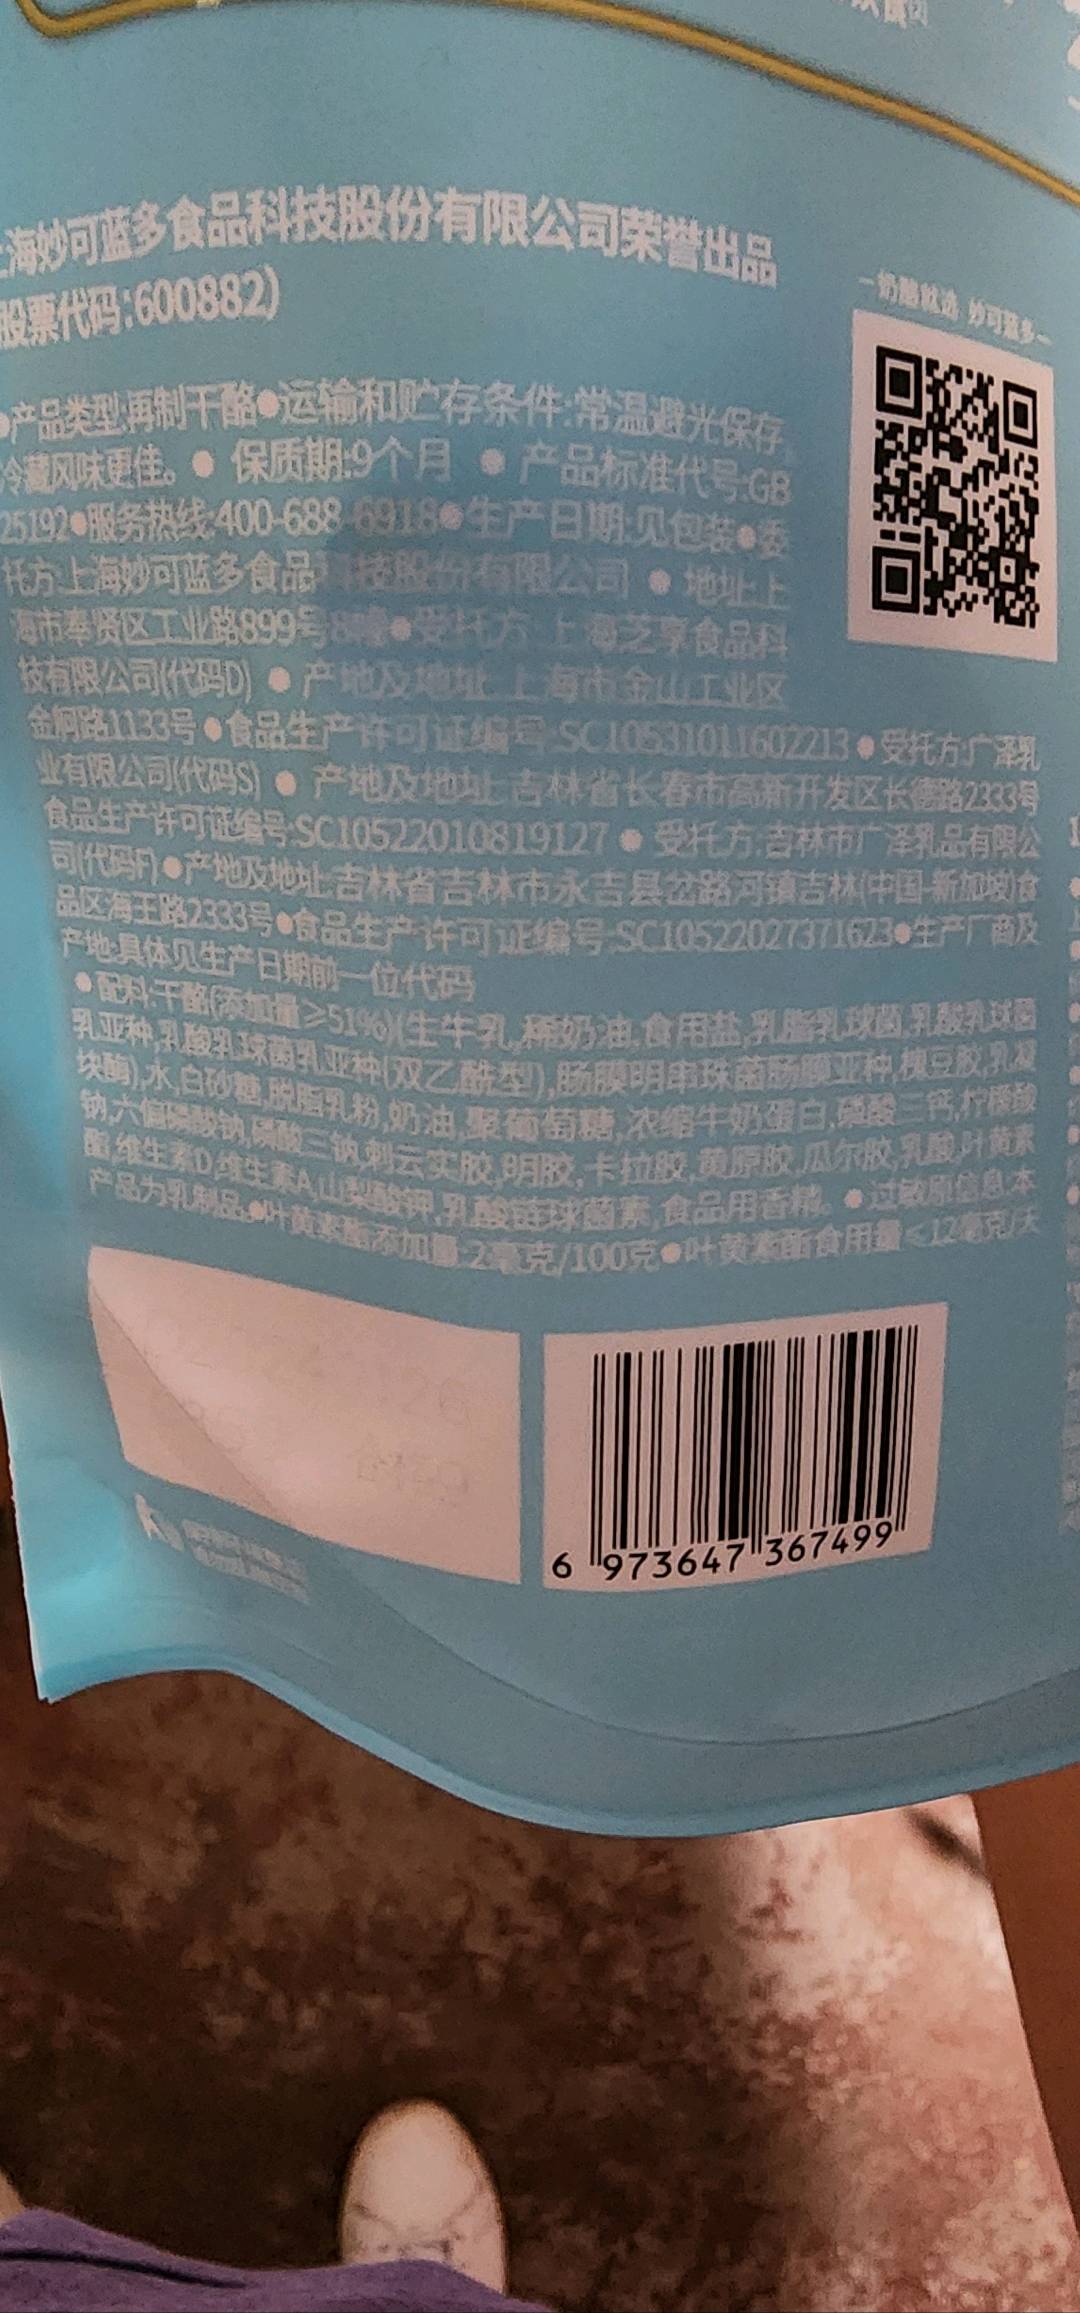 海妙可蓝多食品科技股份有限公司荣誉出品
股票代码:600882)
一奶酪就选 妙可蓝多一
●产品类型:再制干酪●运输和贮存条件:常温避光保存,
冷藏风味更佳。● 保质期:9个月 ● 产品标准代号:GB
25192●服务热线:400-688-6918●生产日期:见包装●委
托方:上海妙可蓝多食品科技股份有限公司 ● 地址:上
海市奉贤区工业路899号8幢●受托方:上海芝享食品科
技有限公司(代码D) ● 产地及地址:上海市金山工业区
金舸路1133号●食品生产许可证编号:SC10531011602213●受托方:广泽乳
业有限公司(代码S) ● 产地及地址:吉林省长春市高新开发区长德路2333号
食品生产许可证编号:SC10522010819127 ● 受托方:吉林市广泽乳品有限公
司(代码F)●产地及地址:吉林省吉林市永吉县岔路河镇吉林(中国-新加坡)食
品区海王路2333号●食品生产许可证编号:SC10522027371623●生产厂商及
产地:具体见生产日期前一位代码
●配料:干酪(添加量≥51%)(生牛乳,稀奶油,食用盐,乳脂乳球菌,乳酸乳球菌
乳亚种,乳酸乳球菌乳亚种(双乙酰型),肠膜明串珠菌肠膜亚种,槐豆胶,乳凝
块酶),水,白砂糖,脱脂乳粉,奶油,聚葡萄糖,浓缩牛奶蛋白,磷酸三钙,柠檬酸
钠,六偏磷酸钠,磷酸三钠,刺云实胶,明胶,卡拉胶,黄原胶,瓜尔胶,乳酸,叶黄素
酯,维生素D,维生素A,山梨酸钾,乳酸链球菌素,食品用香精。●过敏原信息:本
产品为乳制品。●叶黄素酯添加量:2毫克/100克●叶黄素酯食用量≤12毫克/天
6 973647 367499